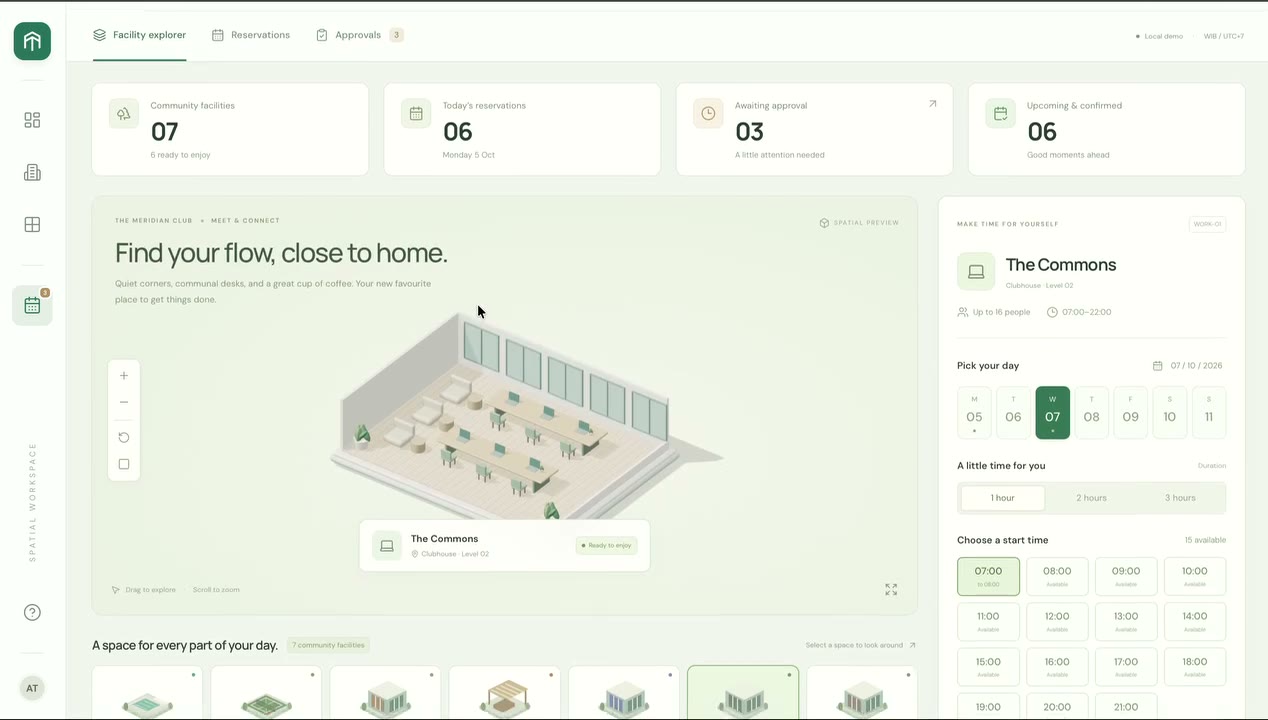 Facility explorer
Reservations
Approvals
3
Local demo · WIB / UTC+7
Community facilities
07
6 ready to enjoy
Today's reservations
06
Monday 5 Oct
Awaiting approval
03
A little attention needed
Upcoming & confirmed
06
Good moments ahead
3
SPATIAL WORKSPACE
AT
THE MERIDIAN CLUB • MEET & CONNECT
SPATIAL PREVIEW
Find your flow, close to home.
Quiet corners, communal desks, and a great cup of coffee. Your new favourite
place to get things done.
The Commons
Clubhouse · Level 02
Ready to enjoy
Drag to explore · Scroll to zoom
A space for every part of your day.
7 community facilities
Select a space to look around
MAKE TIME FOR YOURSELF
WORK-01
The Commons
Clubhouse · Level 02
Up to 16 people
07:00–22:00
Pick your day
07 / 10 / 2026
M T W T F S S
05 06 07 08 09 10 11
A little time for you
Duration
1 hour
2 hours
3 hours
Choose a start time
15 available
07:00 08:00 09:00 10:00
to 08:00 Available Available Available
11:00 12:00 13:00 14:00
Available Available Available Available
15:00 16:00 17:00 18:00
Available Available Available Available
19:00 20:00 21:00